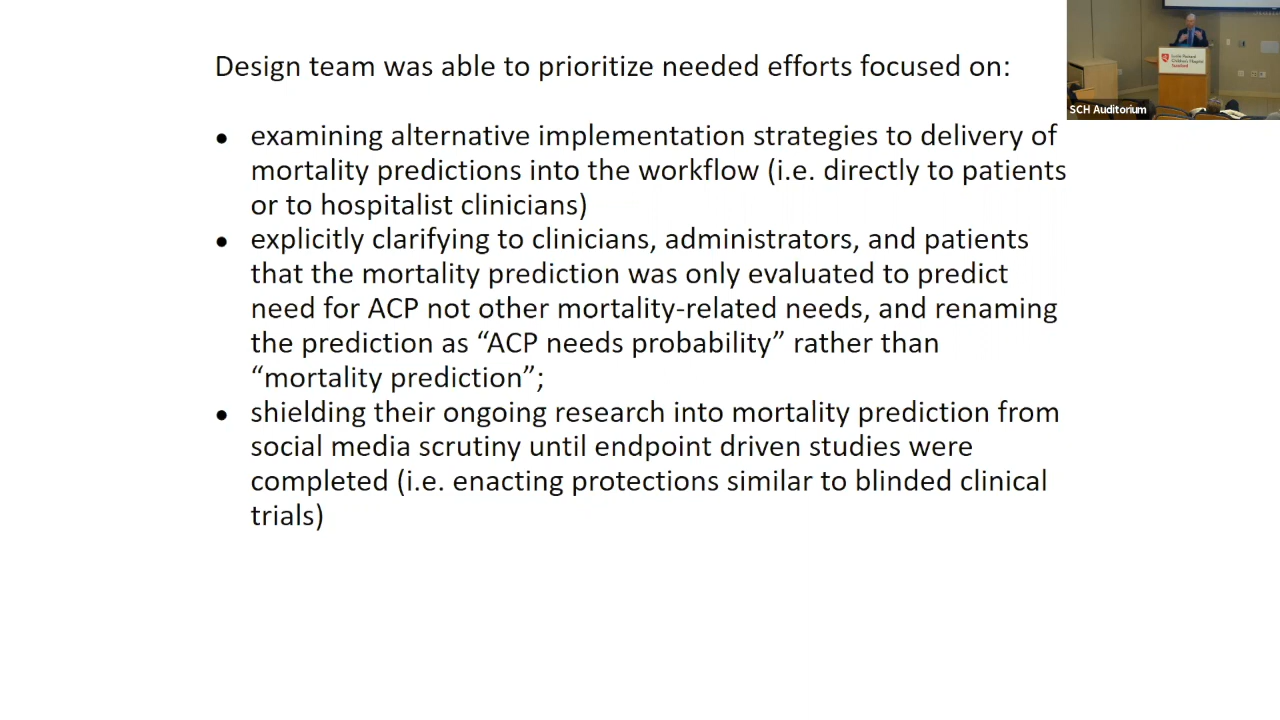 Design team was able to prioritize needed efforts focused on:
● examining alternative implementation strategies to delivery of
mortality predictions into the workflow (i.e. directly to patients
or to hospitalist clinicians)
● explicitly clarifying to clinicians, administrators, and patients
that the mortality prediction was only evaluated to predict
need for ACP not other mortality-related needs, and renaming
the prediction as “ACP needs probability” rather than
“mortality prediction”;
● shielding their ongoing research into mortality prediction from
social media scrutiny until endpoint driven studies were
completed (i.e. enacting protections similar to blinded clinical
trials)
Children's Hospital
Stanford
SCH Auditorium